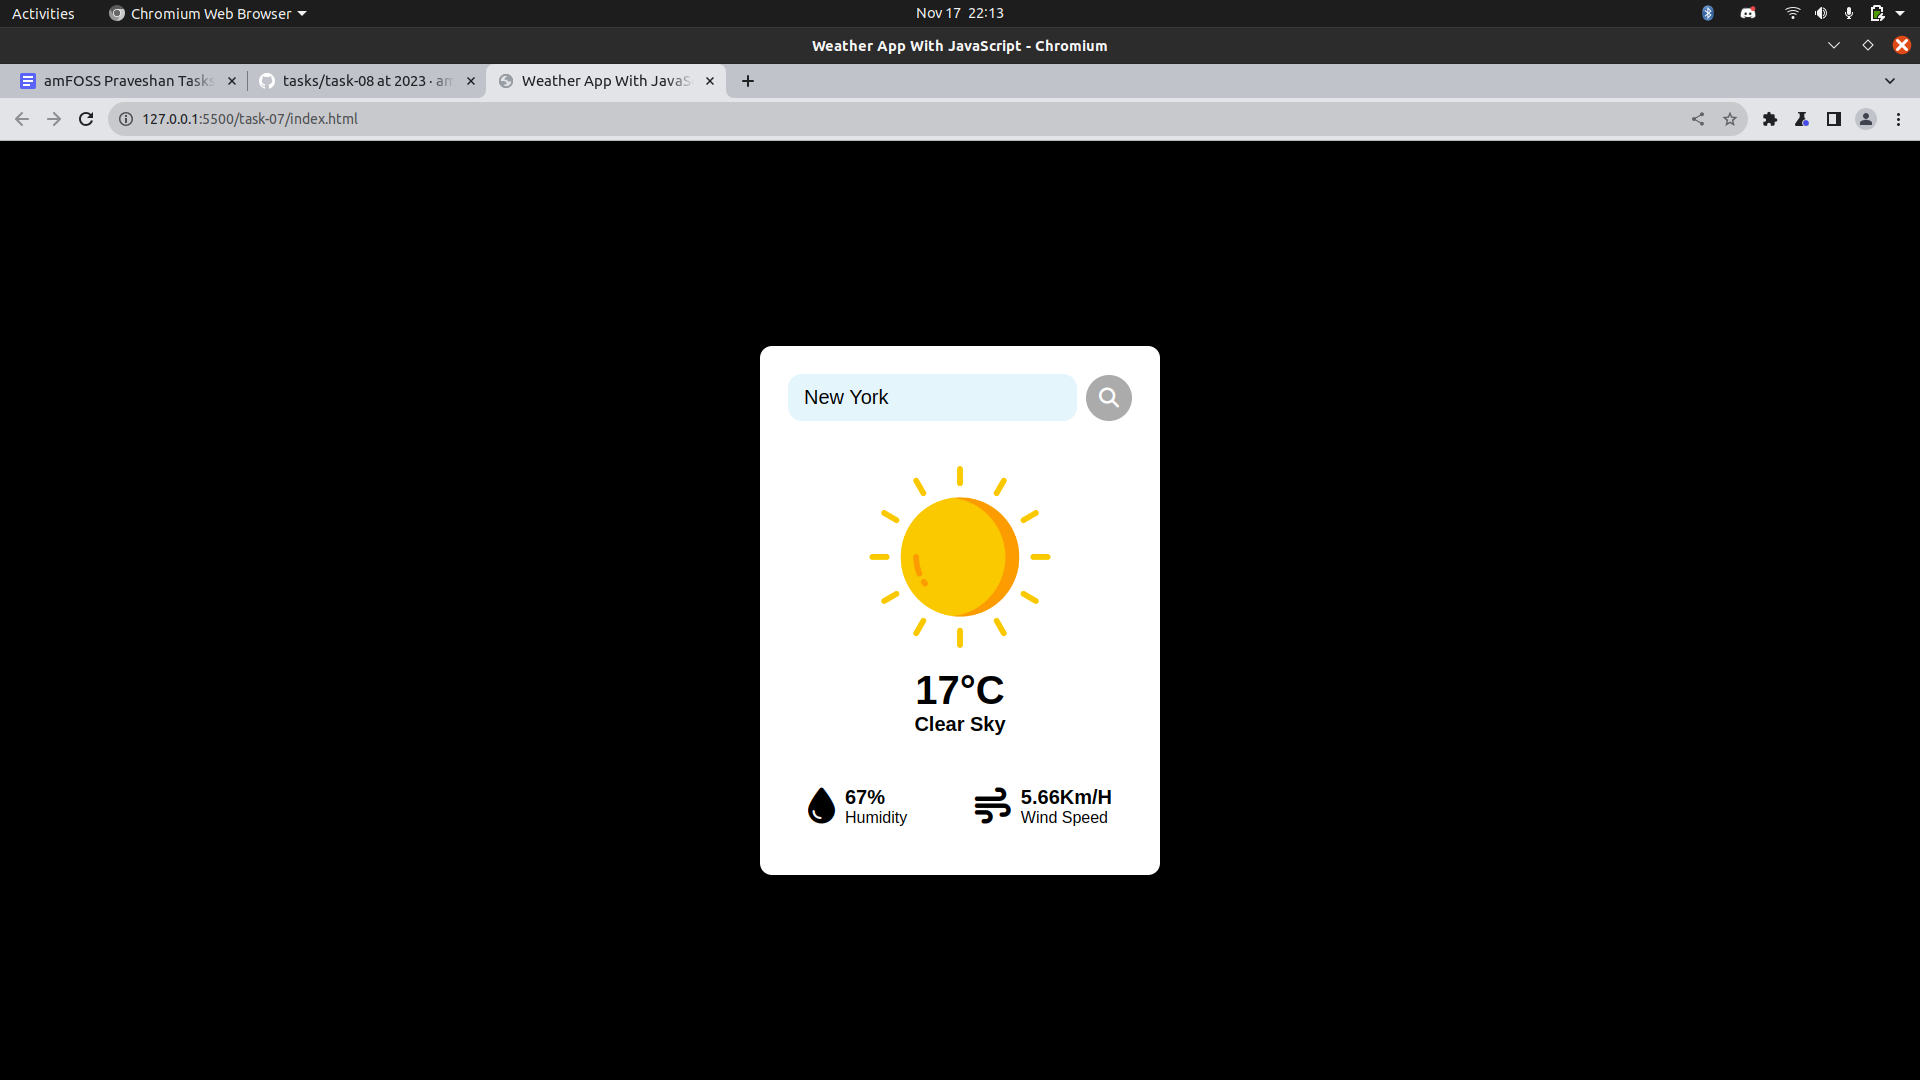 Activities Chromium Web Browser Nov 17 22:13
Weather App With JavaScript - Chromium
amFOSS Praveshan Tasks tasks/task-08 at 2023 · am Weather App With JavaS
127.0.0.1:5500/task-07/index.html
New York
17°C
Clear Sky
67% 5.66Km/H
Humidity Wind Speed